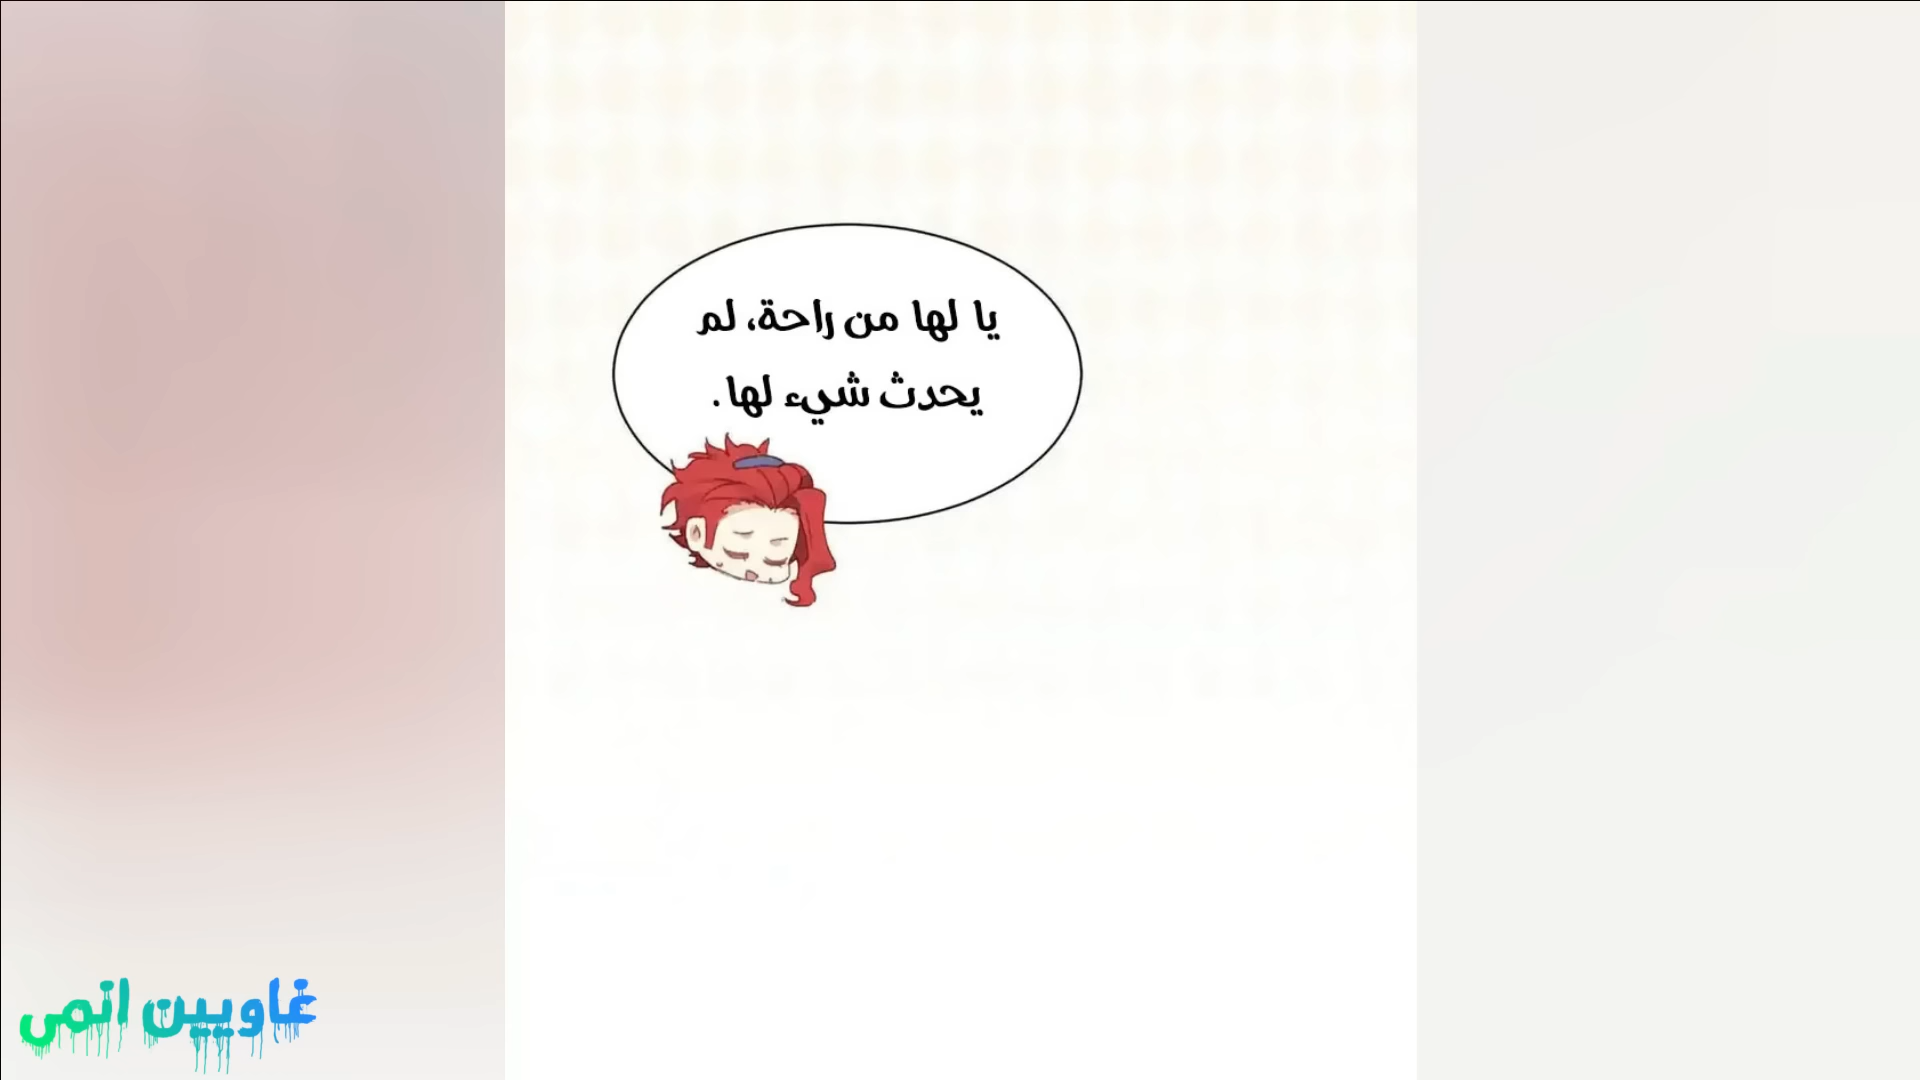 يا لها من راحة، لم
يحدث شيء لها.
غاويين انمي